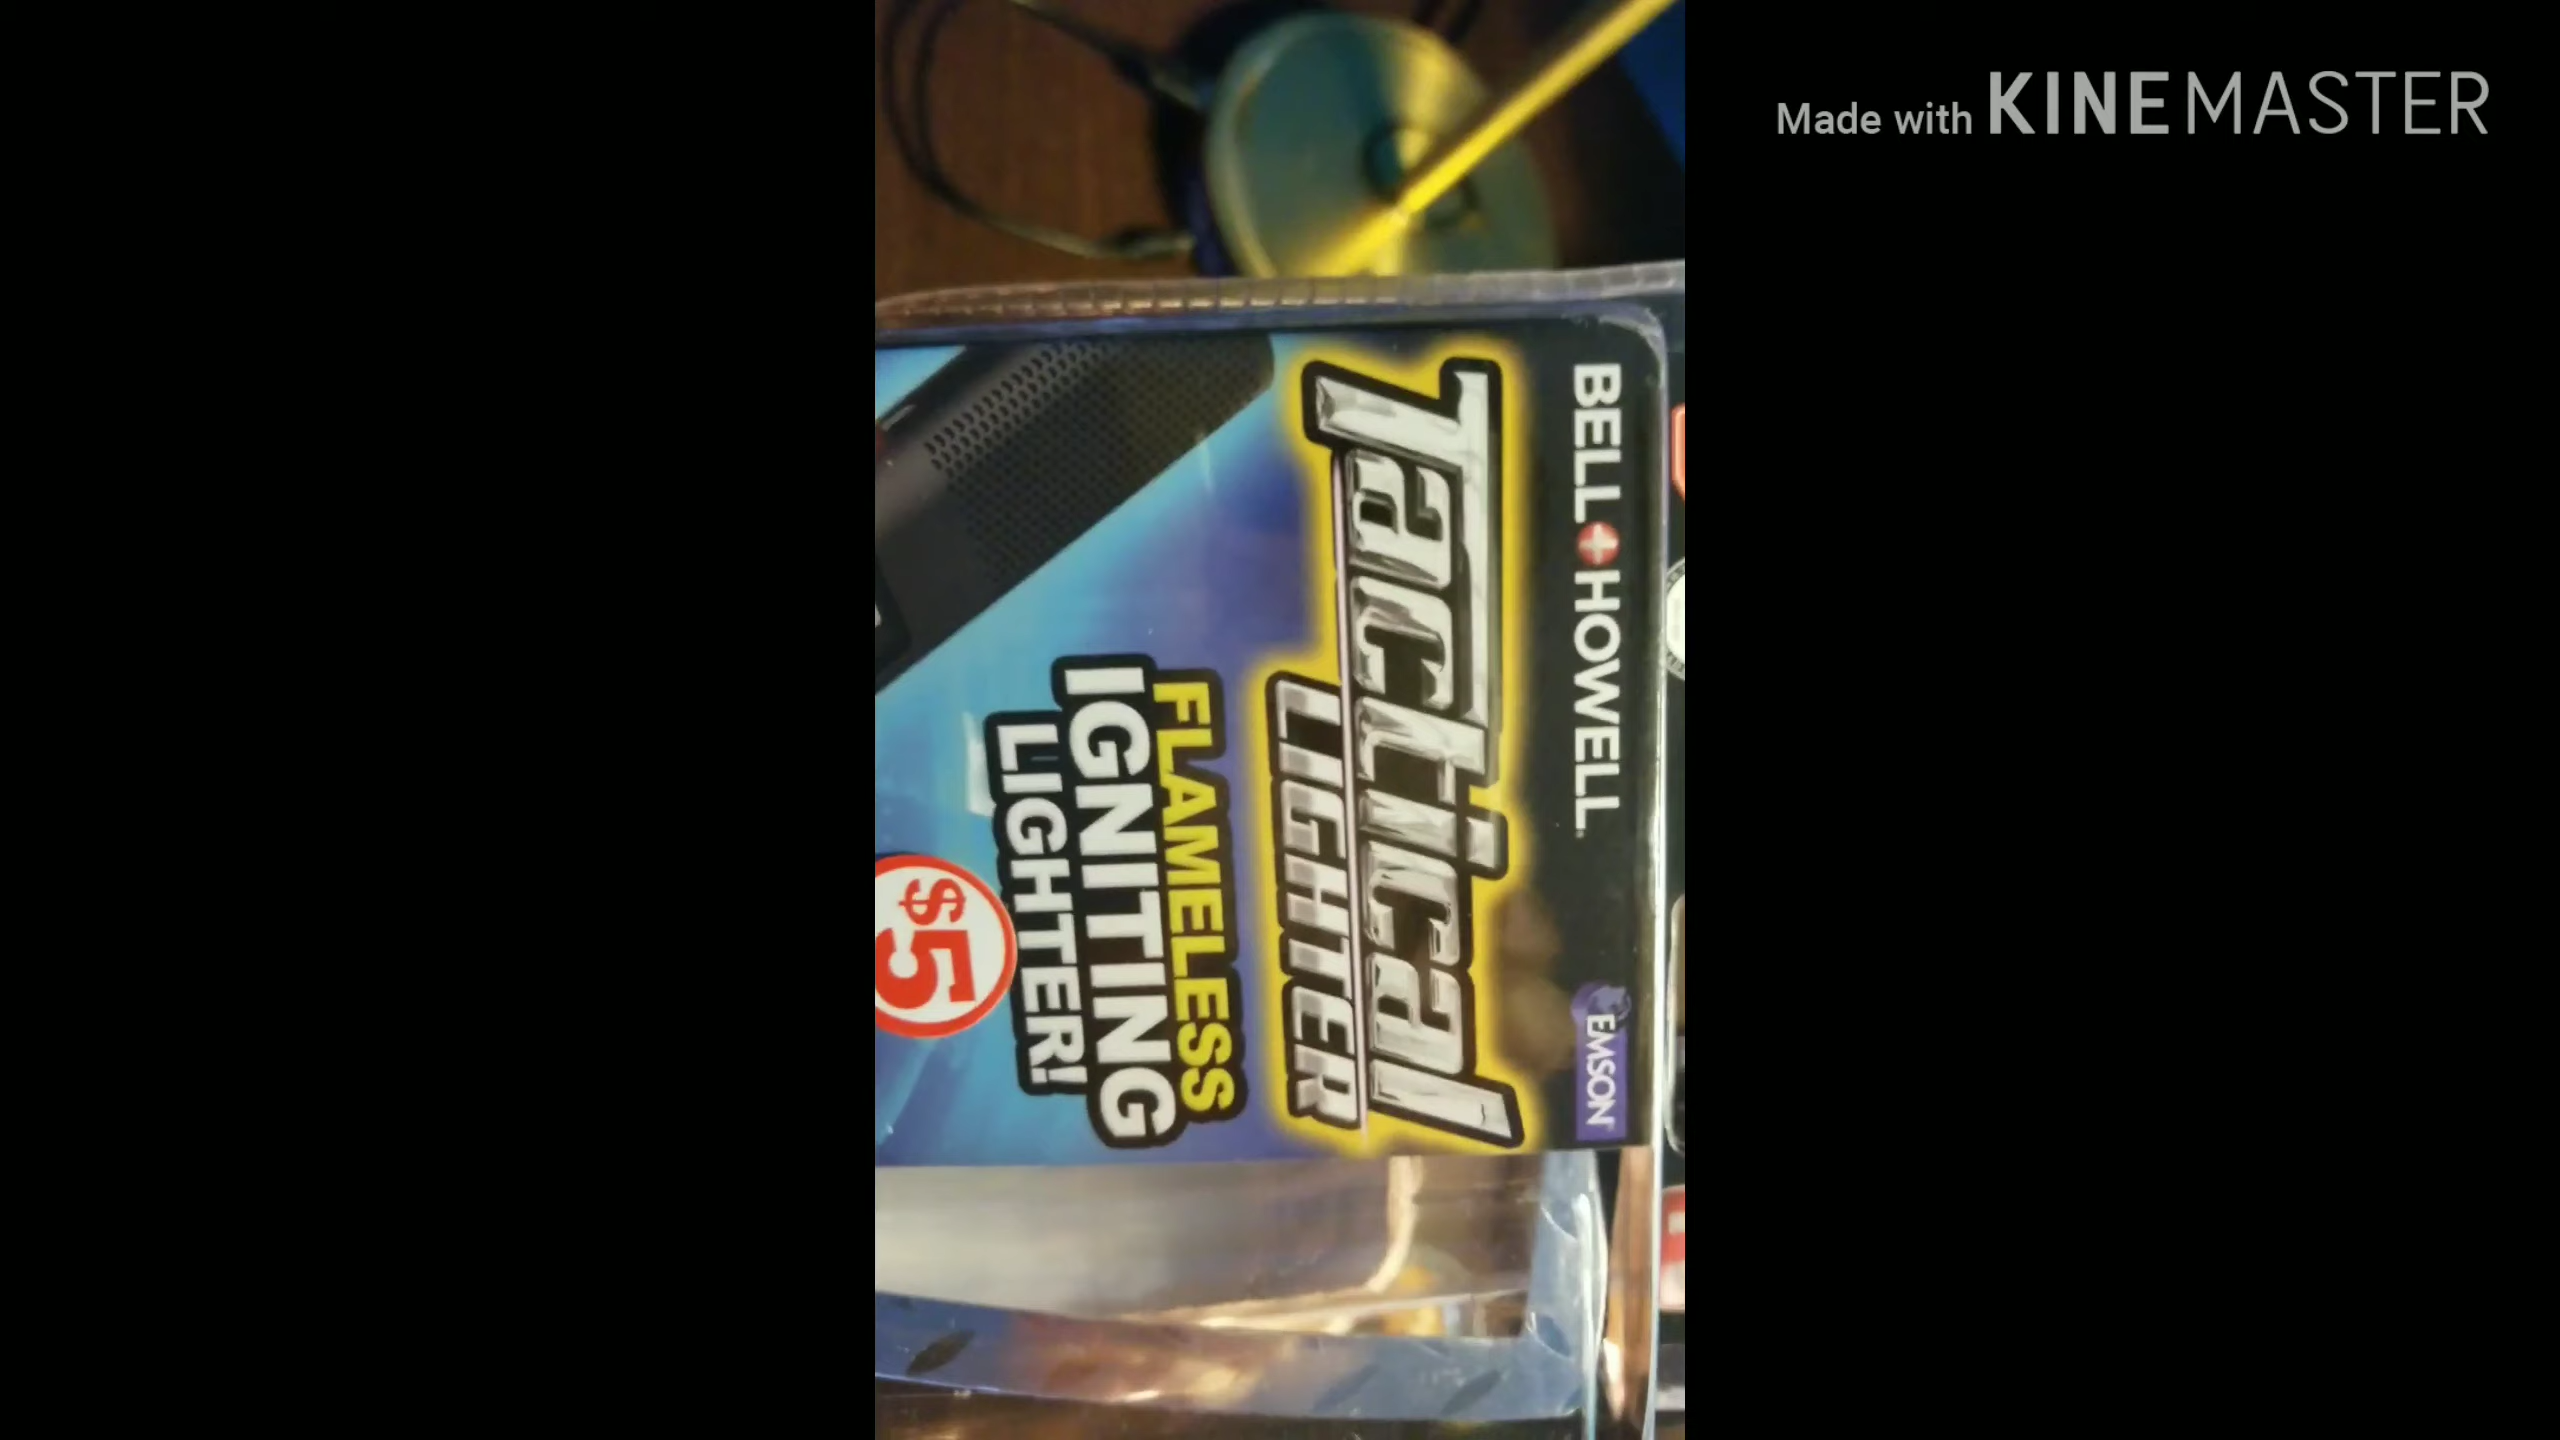 Made with KINEMASTER
BELL+HOWELL
EMSON
Tactical
LIGHTER
FLAMELESS
IGNITING
LIGHTER!
$5